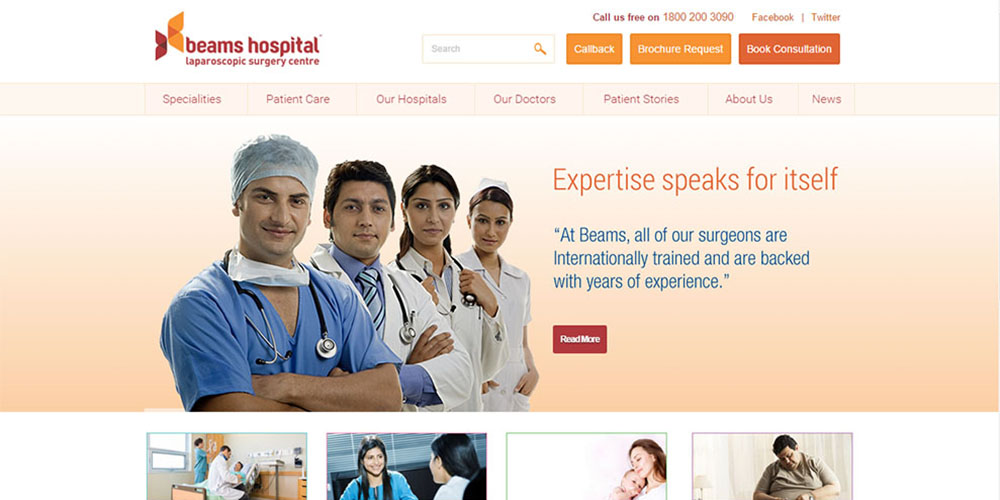 Call us free on 1800 200 3090
Facebook | Twitter
beams hospital
laparoscopic surgery centre
Search
Callback
Brochure Request
Book Consultation
Specialities
Patient Care
Our Hospitals
Our Doctors
Patient Stories
About Us
News
Expertise speaks for itself
“At Beams, all of our surgeons are
Internationally trained and are backed
with years of experience.”
Read More